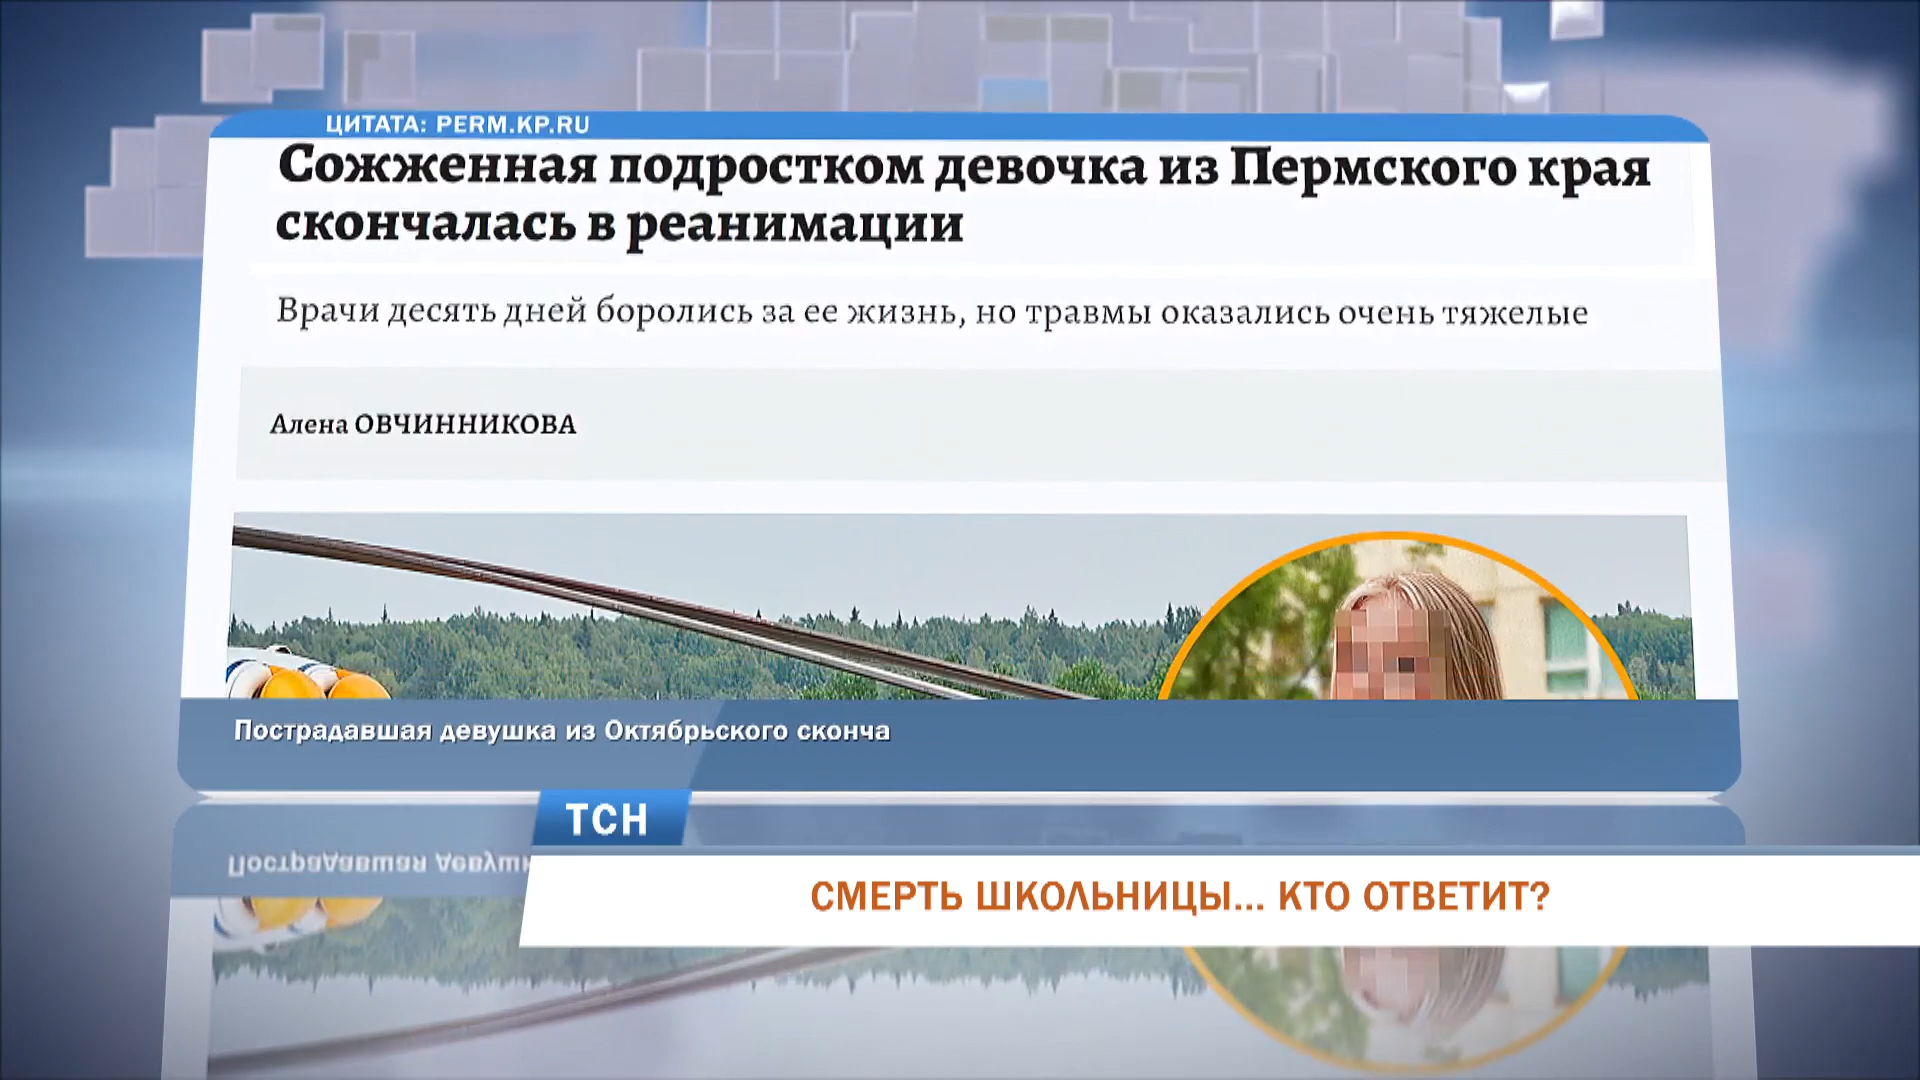 ЦИТАТА: PERM.KP.RU
Сожженная подростком девочка из Пермского края
скончалась в реанимации
Врачи десять дней боролись за ее жизнь, но травмы оказались очень тяжелые
Алена ОВЧИННИКОВА
Пострадавшая девушка из Октябрьского сконча
ТСН
СМЕРТЬ ШКОЛЬНИЦЫ... КТО ОТВЕТИТ?